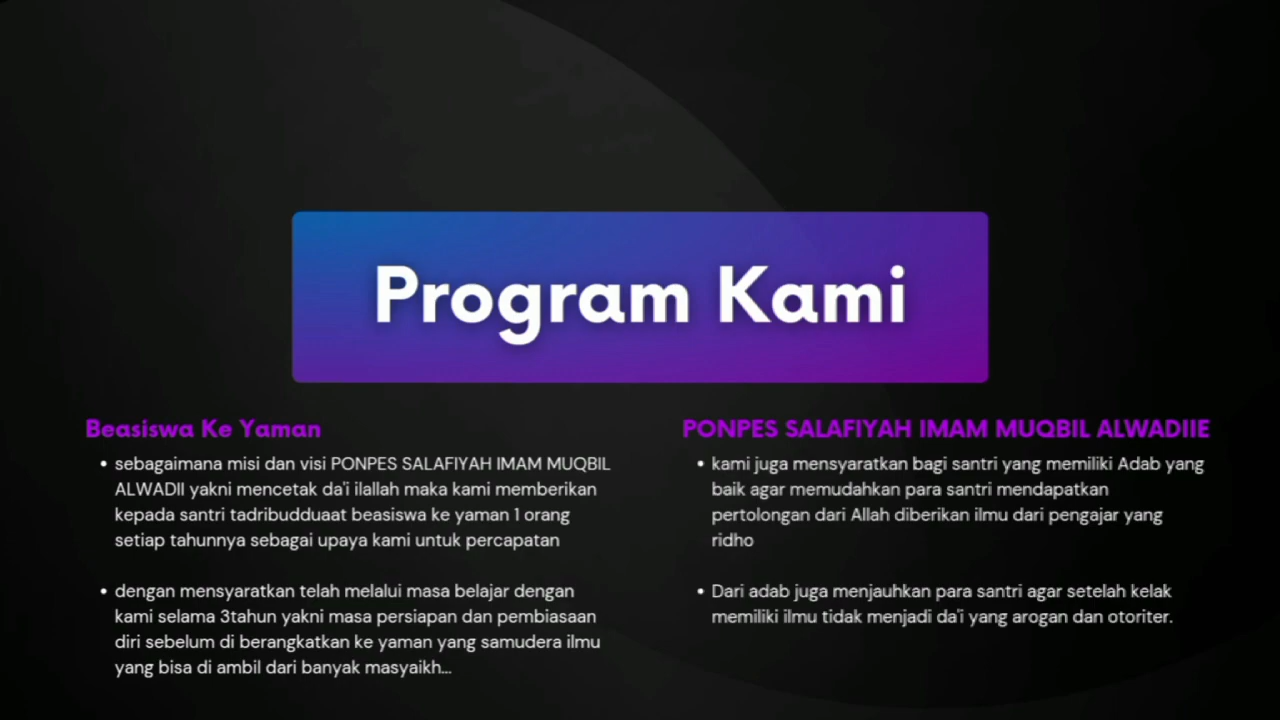 Program Kami
Beasiswa Ke Yaman
• sebagaimana misi dan visi PONPES SALAFIYAH IMAM MUQBIL
ALWADII yakni mencetak da'i ilallah maka kami memberikan
kepada santri tadribudduaat beasiswa ke yaman 1 orang
setiap tahunnya sebagai upaya kami untuk percapatan
• dengan mensyaratkan telah melalui masa belajar dengan
kami selama 3tahun yakni masa persiapan dan pembiasaan
diri sebelum di berangkatkan ke yaman yang samudera ilmu
yang bisa di ambil dari banyak masyaikh...
PONPES SALAFIYAH IMAM MUQBIL ALWADIIE
• kami juga mensyaratkan bagi santri yang memiliki Adab yang
baik agar memudahkan para santri mendapatkan
pertolongan dari Allah diberikan ilmu dari pengajar yang
ridho
• Dari adab juga menjauhkan para santri agar setelah kelak
memiliki ilmu tidak menjadi da'i yang arogan dan otoriter.